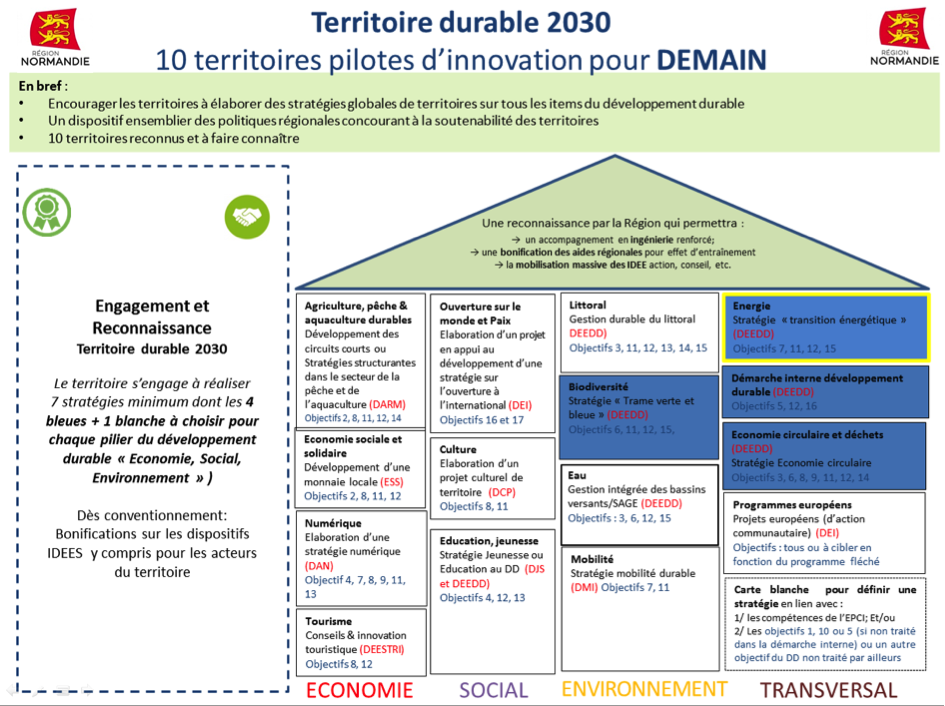 Territoire durable 2030
10 territoires pilotes d'innovation pour DEMAIN
RÉGION
NORMANDIE
RÉGION
NORMANDIE
En bref :
• Encourager les territoires à élaborer des stratégies globales de territoires sur tous les items du développement durable
• Un dispositif ensemblier des politiques régionales concourant à la soutenabilité des territoires
• 10 territoires reconnus et à faire connaître
Engagement et
Reconnaissance
Territoire durable 2030
Le territoire s'engage à réaliser
7 stratégies minimum dont les 4
bleues + 1 blanche à choisir pour
chaque pilier du développement
durable « Economie, Social,
Environnement » )
Dès conventionnement:
Bonifications sur les dispositifs
IDEES y compris pour les acteurs
du territoire
Une reconnaissance par la Région qui permettra :
→ un accompagnement en ingénierie renforcé;
→ une bonification des aides régionales pour effet d'entraînement
→ la mobilisation massive des IDEE action, conseil, etc.
Agriculture, pêche &
aquaculture durables
Développement des
circuits courts ou
Stratégies structurantes
dans le secteur de la
pêche et de
l'aquaculture (DARM)
Objectifs 2, 8, 11, 12, 14
Economie sociale et
solidaire
Développement d'une
monnaie locale (ESS)
Objectifs 2, 8, 11, 12
Numérique
Elaboration d'une
stratégie numérique
(DAN)
Objectif 4, 7, 8, 9, 11,
13
Tourisme
Conseils & innovation
touristique (DEESTRI)
Objectifs 8, 12
ECONOMIE
Ouverture sur le
monde et Paix
Elaboration d'un projet
en appui au
développement d'une
stratégie sur
l'ouverture à
l'international (DEI)
Objectifs 16 et 17
Culture
Elaboration d'un
projet culturel de
territoire (DCP)
Objectifs 8, 11
Education, jeunesse
Stratégie Jeunesse ou
Education au DD (DJS
et DEEDD)
Objectifs 4, 12, 13
SOCIAL
Littoral
Gestion durable du littoral
(DEEDD)
Objectifs 3, 11, 12, 13, 14, 15
Biodiversité
Stratégie « Trame verte et
bleue » (DEEDD)
Objectifs 6, 11, 12, 15,
Eau
Gestion intégrée des bassins
versants/SAGE (DEEDD)
Objectifs : 3, 6, 12, 15
Mobilité
Stratégie mobilité durable
(DMI) Objectifs 7, 11
ENVIRONNEMENT
Energie
Stratégie « transition énergétique »
(DEEDD)
Objectifs 7, 11, 12, 15
Démarche interne développement
durable (DEEDD)
Objectifs 5, 12, 16
Economie circulaire et déchets
(DEEDD)
Stratégie Economie circulaire
Objectifs 3, 6, 8, 9, 11, 12, 14
Programmes européens
Projets européens (d'action
communautaire) (DEI)
Objectifs : tous ou à cibler en
fonction du programme fléché
Carte blanche pour définir une
stratégie en lien avec :
1/ les compétences de l'EPCI; Et/ou
2/ Les objectifs 1, 10 ou 5 (si non traité
dans la démarche interne) ou un autre
objectif du DD non traité par ailleurs
TRANSVERSAL